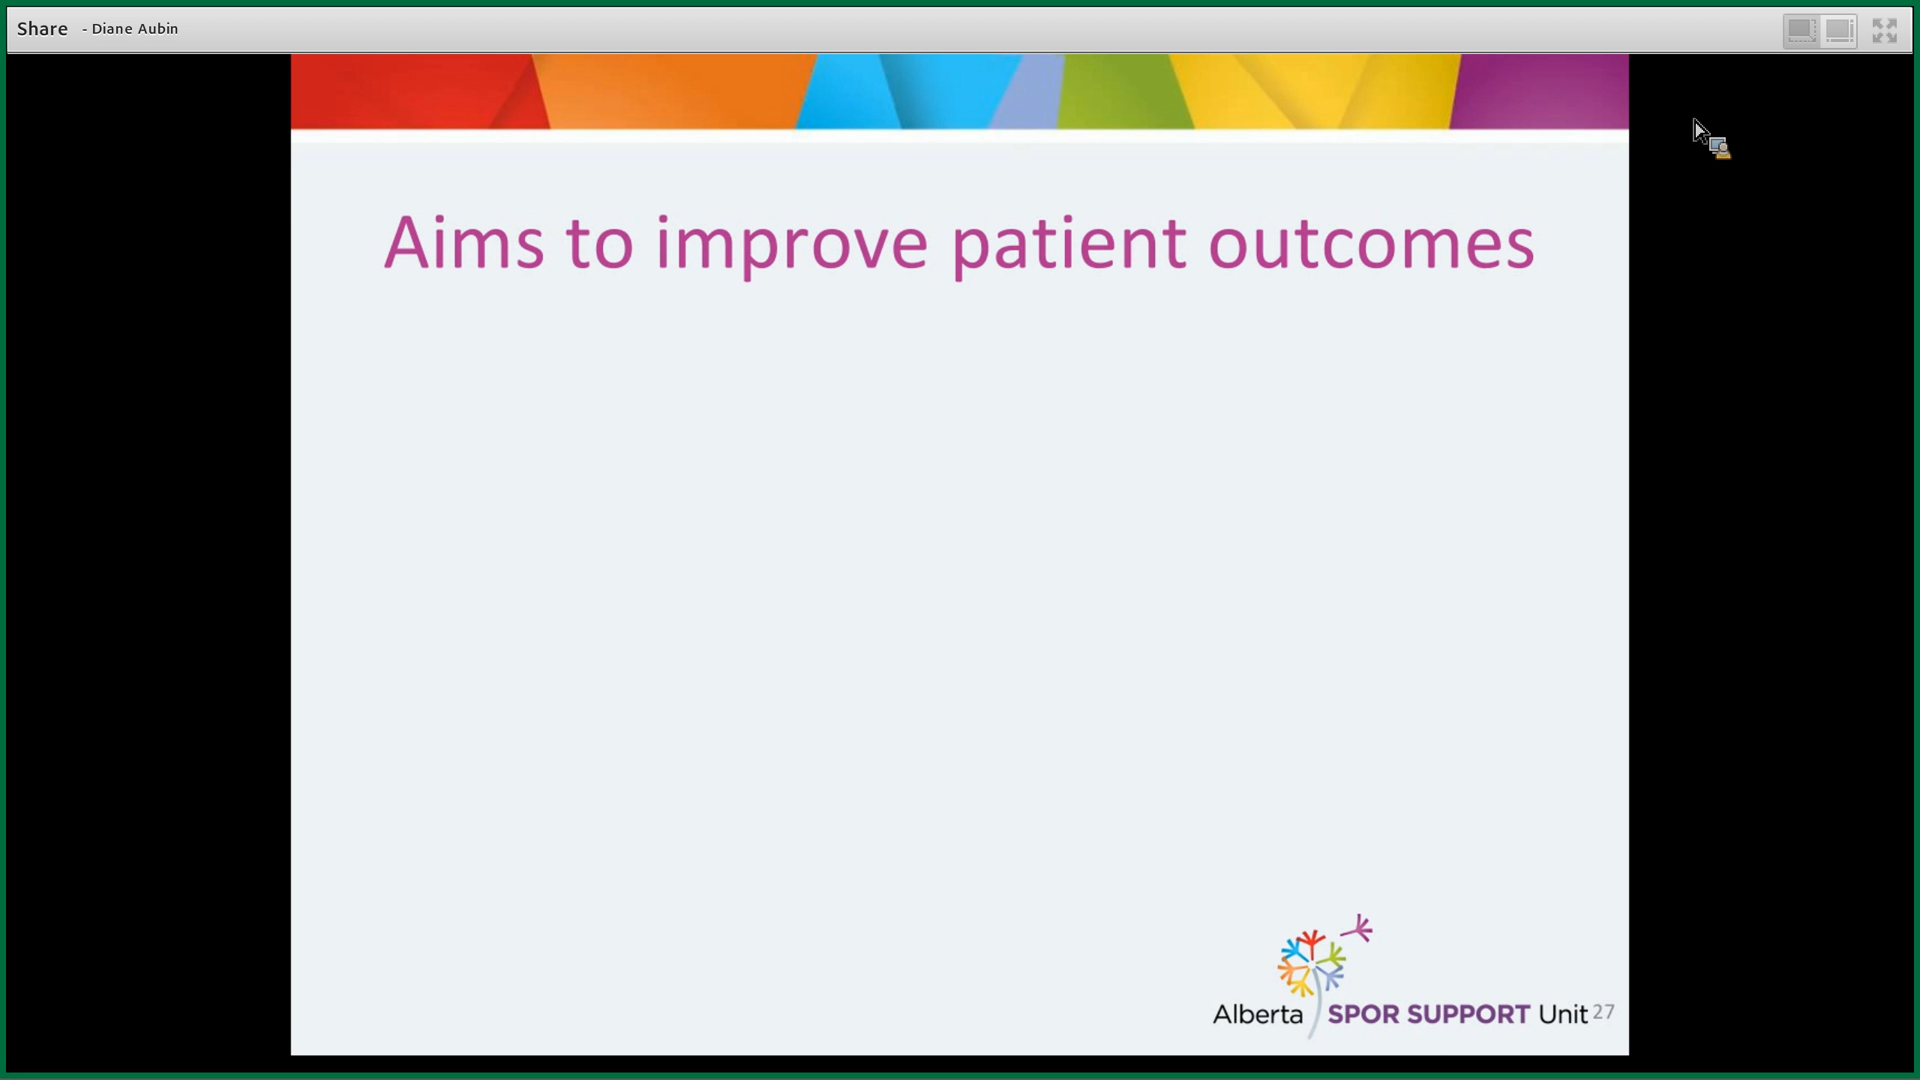 Share - Diane Aubin
Aims to improve patient outcomes
Alberta SPOR SUPPORT Unit 27